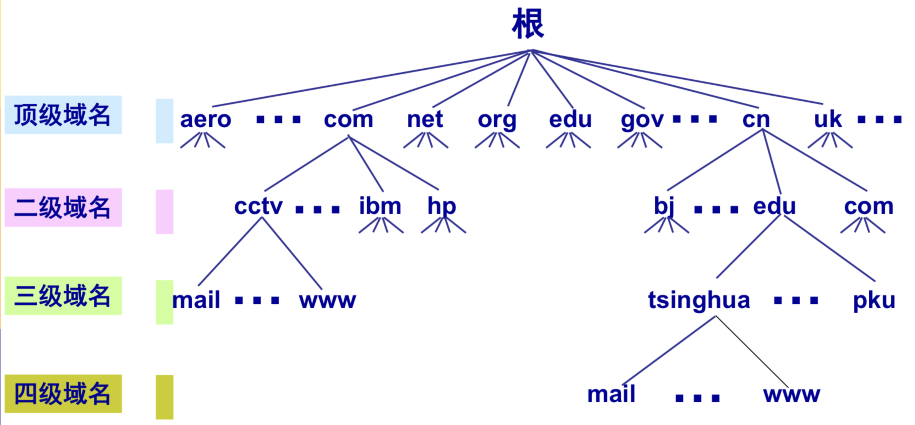 根
顶级域名 aero ... com net org edu gov ... cn uk ...
二级域名 cctv ... ibm hp bj ... edu com
三级域名 mail ... www tsinghua ... pku
四级域名 mail ... www